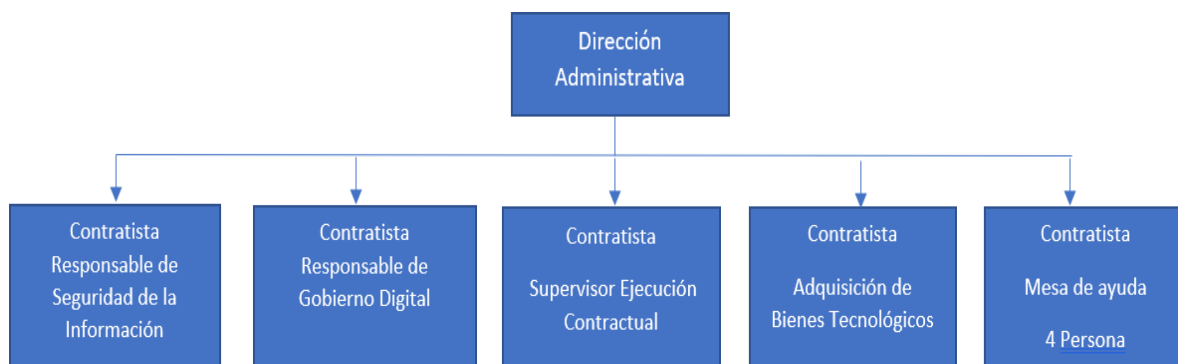 Dirección
Administrativa
Contratista
Responsable de
Seguridad de la
Información
Contratista
Responsable de
Gobierno Digital
Contratista
Supervisor Ejecución
Contractual
Contratista
Adquisición de
Bienes Tecnológicos
Contratista
Mesa de ayuda
4 Persona